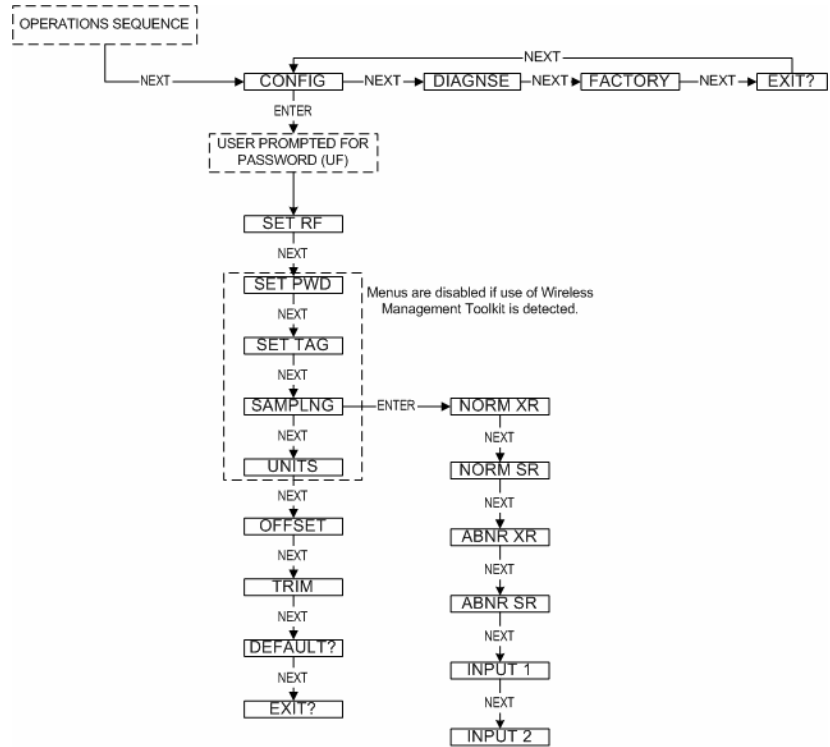 OPERATIONS SEQUENCE
NEXT
NEXT
CONFIG
NEXT
DIAGNSE
NEXT
FACTORY
NEXT
EXIT?
ENTER
USER PROMPTED FOR
PASSWORD (UF)
SET RF
NEXT
SET PWD
Menus are disabled if use of Wireless
Management Toolkit is detected.
NEXT
SET TAG
NEXT
SAMPLNG
ENTER
NORM XR
NEXT
NEXT
UNITS
NORM SR
NEXT
NEXT
OFFSET
ABNR XR
NEXT
NEXT
TRIM
ABNR SR
NEXT
NEXT
DEFAULT?
INPUT 1
NEXT
NEXT
EXIT?
INPUT 2